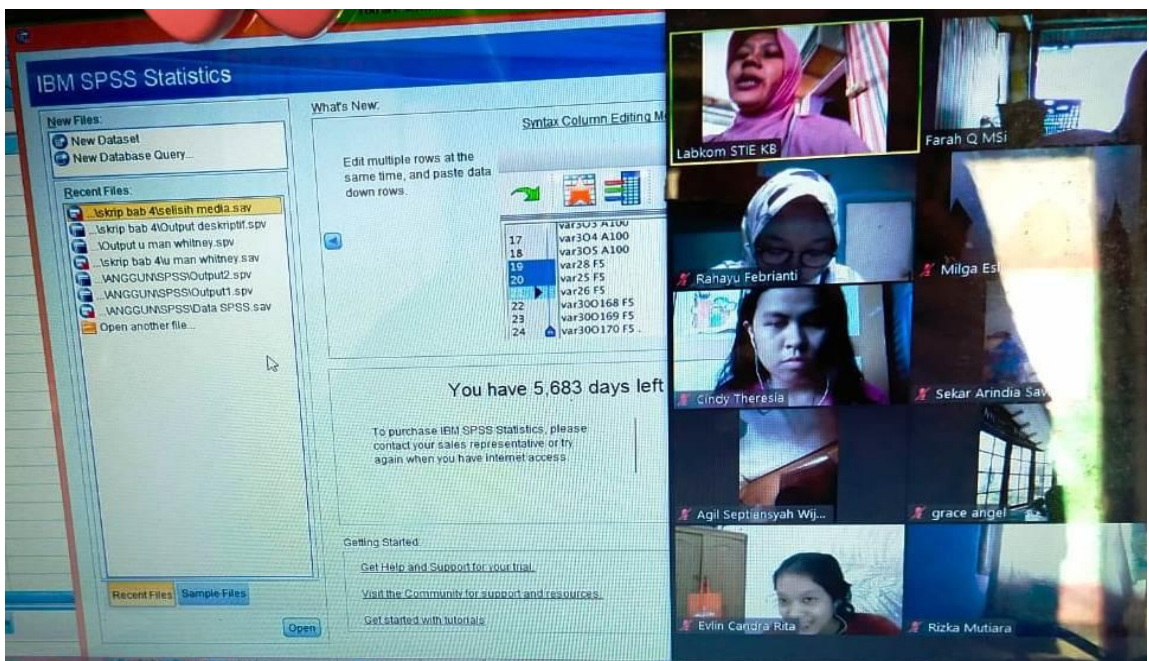 IBM SPSS Statistics
New Files:
New Dataset
New Database Query...
Recent Files:
...\skrip bab 4\selisih media.sav
...\skrip bab 4\Output deskriptif.spv
...\Output u man whitney.spv
...\skrip bab 4\u man whitney.sav
...\ANGGUN\SPSS\Output2.spv
...\ANGGUN\SPSS\Output1.spv
...\ANGGUN\SPSS\Data SPSS.sav
Open another file...
Recent Files
Sample Files
Open
What's New:
Syntax Column Editing
Edit multiple rows at the
same time, and paste data
down rows.
var3O3 A100
17 var3O4 A100
18 var3O5 A100
19 var28 F5
20 var25 F5
var26 F5
22 var300168 F5
23 var300169 F5
24 var300170 F5 .
You have 5,683 days left
To purchase IBM SPSS Statistics, please
contact your sales representative or try
again when you have internet access.
Getting Started
Get Help and Support for your trial.
Visit the Community for support and resources.
Get started with tutorials
Labkom STIE KB
Farah Q MSi
Rahayu Febrianti
Milga
Cindy Theresia
Sekar Arindia
Agil Septiansyah Wij...
grace angel
Evlin Candra Rita
Rizka Mutiara